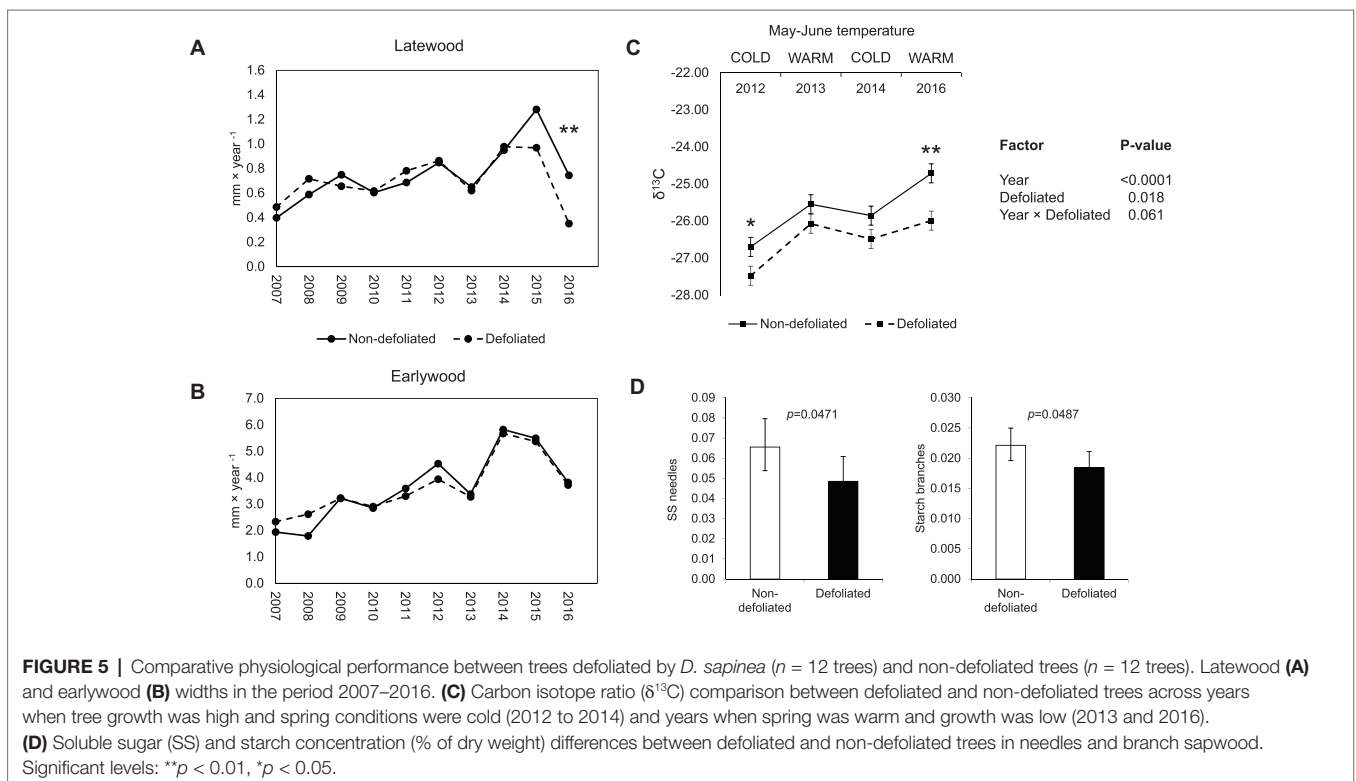 A
Latewood
1.6
1.4
1.2
1.0
0.8
0.6
0.4
0.2
0.0
mm × year -1
**
2007
2008
2009
2010
2011
2012
2013
2014
2015
2016
Non-defoliated
Defoliated
B
Earlywood
7.0
6.0
5.0
4.0
3.0
2.0
1.0
0.0
mm × year -1
2007
2008
2009
2010
2011
2012
2013
2014
2015
2016
C
May-June temperature
COLD WARM COLD WARM
2012 2013 2014 2016
-22.00
-23.00
-24.00
-25.00
-26.00
-27.00
-28.00
δ13C
*
**
Non-defoliated
Defoliated
Factor P-value
Year <0.0001
Defoliated 0.018
Year × Defoliated 0.061
D
0.09
0.08
0.07
0.06
0.05
0.04
0.03
0.02
0.01
0.00
SS needles
p=0.0471
Non-
defoliated
Defoliated
0.030
0.025
0.020
0.015
0.010
0.005
0.000
Starch branches
p=0.0487
Non-
defoliated
Defoliated
FIGURE 5 | Comparative physiological performance between trees defoliated by D. sapinea (n = 12 trees) and non-defoliated trees (n = 12 trees). Latewood (A)
and earlywood (B) widths in the period 2007–2016. (C) Carbon isotope ratio (δ13C) comparison between defoliated and non-defoliated trees across years
when tree growth was high and spring conditions were cold (2012 to 2014) and years when spring was warm and growth was low (2013 and 2016).
(D) Soluble sugar (SS) and starch concentration (% of dry weight) differences between defoliated and non-defoliated trees in needles and branch sapwood.
Significant levels: **p < 0.01, *p < 0.05.